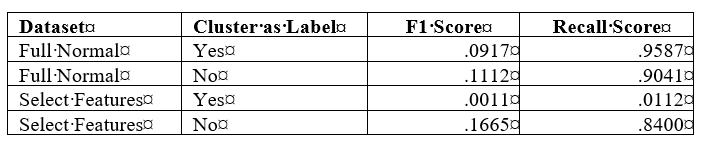 Dataset¤ Cluster·as·Label¤ F1·Score¤ Recall·Score¤
Full·Normal¤ Yes¤ .0917¤ .9587¤
Full·Normal¤ No¤ .1112¤ .9041¤
Select·Features¤ Yes¤ .0011¤ .0112¤
Select·Features¤ No¤ .1665¤ .8400¤